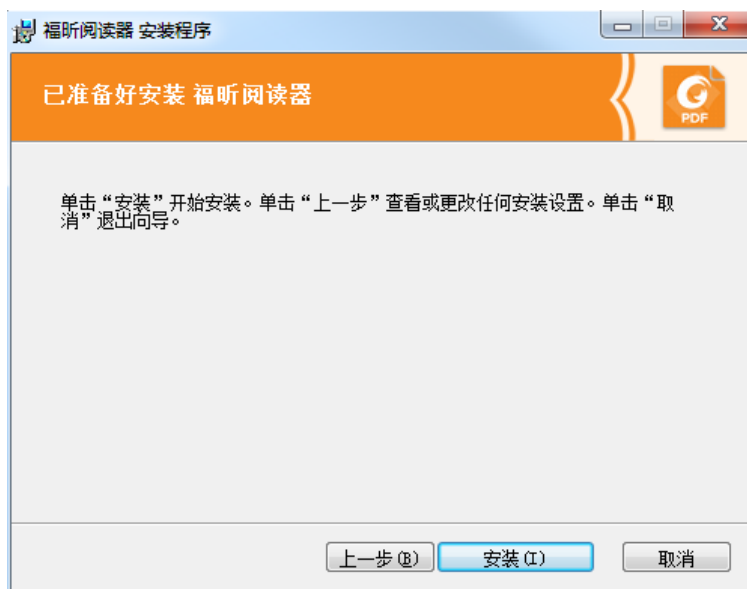 福昕阅读器 安装程序
已准备好安装 福昕阅读器
PDF
单击“安装”开始安装。单击“上一步”查看或更改任何安装设置。单击“取
消”退出向导。
上一步(B) 安装(I) 取消